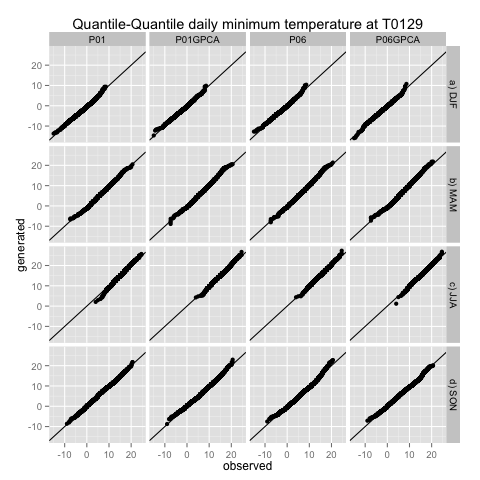 Quantile-Quantile daily minimum temperature at T0129
P01 P01GPCA P06 P06GPCA
20
10
0
-10
a) DJF
20
10
0
-10
b) MAM
20
10
0
-10
c) JJA
20
10
0
-10
d) SON
generated
-10 0 10 20 -10 0 10 20 -10 0 10 20 -10 0 10 20
observed